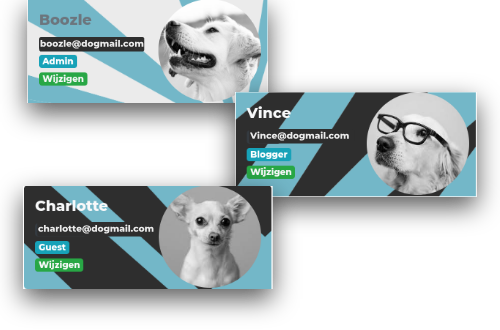 Boozle
boozle@dogmail.com
Admin
Wijzigen
Vince
Vince@dogmail.com
Blogger
Wijzigen
Charlotte
charlotte@dogmail.com
Guest
Wijzigen